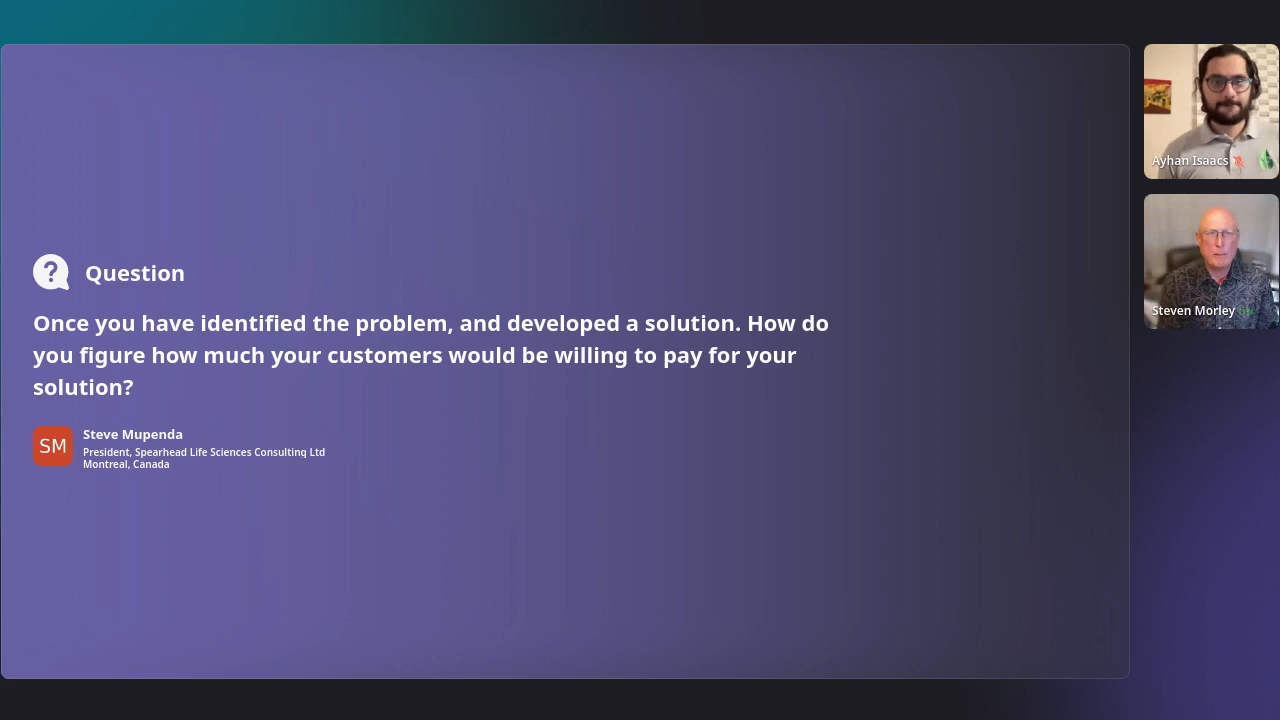 Question
Once you have identified the problem, and developed a solution. How do
you figure how much your customers would be willing to pay for your
solution?
SM
Steve Mupenda
President, Spearhead Life Sciences Consulting Ltd
Montreal, Canada
Ayhan Isaacs
Steven Morley